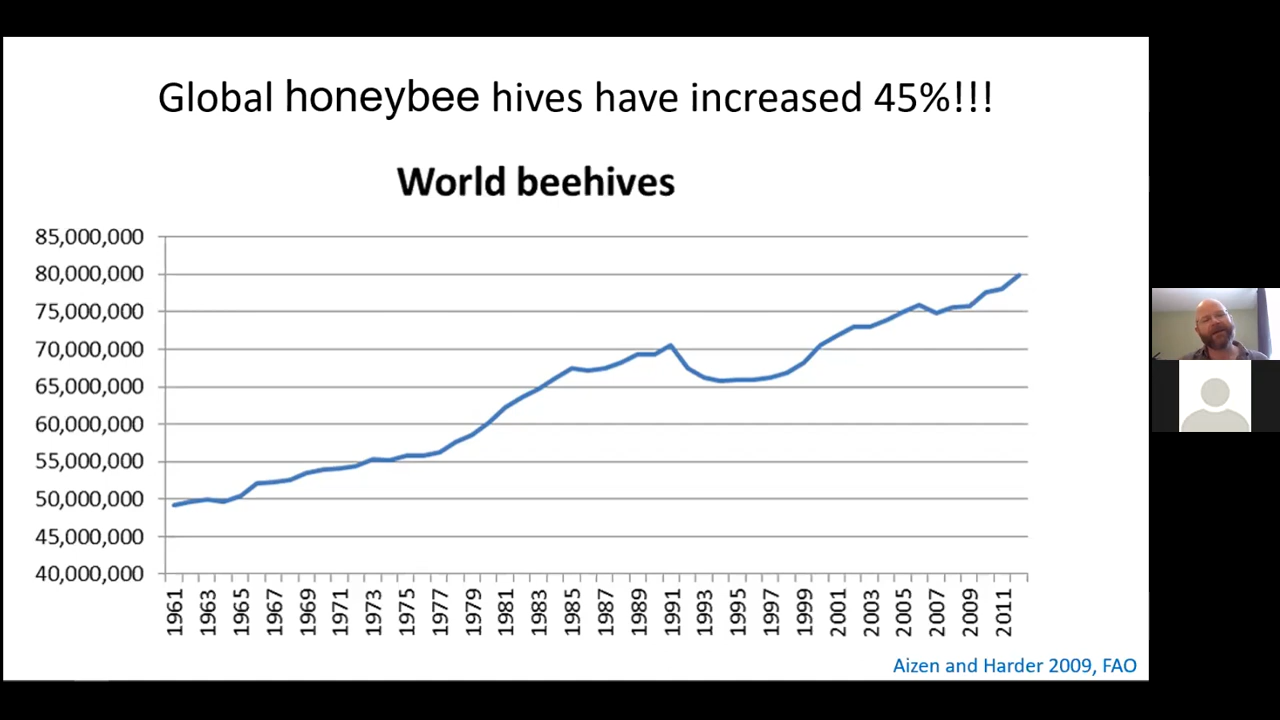 Global honeybee hives have increased 45%!!!
World beehives
85,000,000
80,000,000
75,000,000
70,000,000
65,000,000
60,000,000
55,000,000
50,000,000
45,000,000
40,000,000
1961 1963 1965 1967 1969 1971 1973 1975 1977 1979 1981 1983 1985 1987 1989 1991 1993 1995 1997 1999 2001 2003 2005 2007 2009 2011
Aizen and Harder 2009, FAO